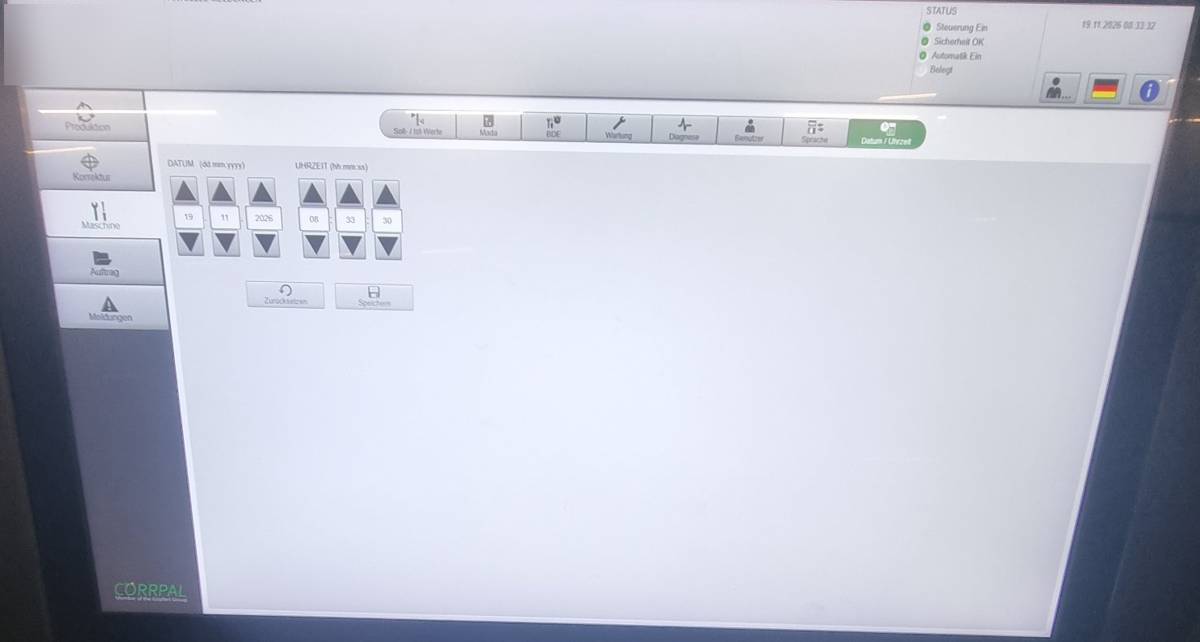 STATUS
Steuerung Ein
Sicherheit OK
Automatik Ein
Belegt
19.11.2026 08:33:32
Produktion
Korrektur
Maschine
Auftrag
Meldungen
Soll- / Ist-Werte
Mada
BDE
Wartung
Diagnose
Benutzer
Sprache
Datum / Uhrzeit
DATUM (dd.mm.yyyy)
UHRZEIT (hh:mm:ss)
19 . 11 . 2026
08 : 33 : 30
Zurücksetzen
Speichern
CORRPAL